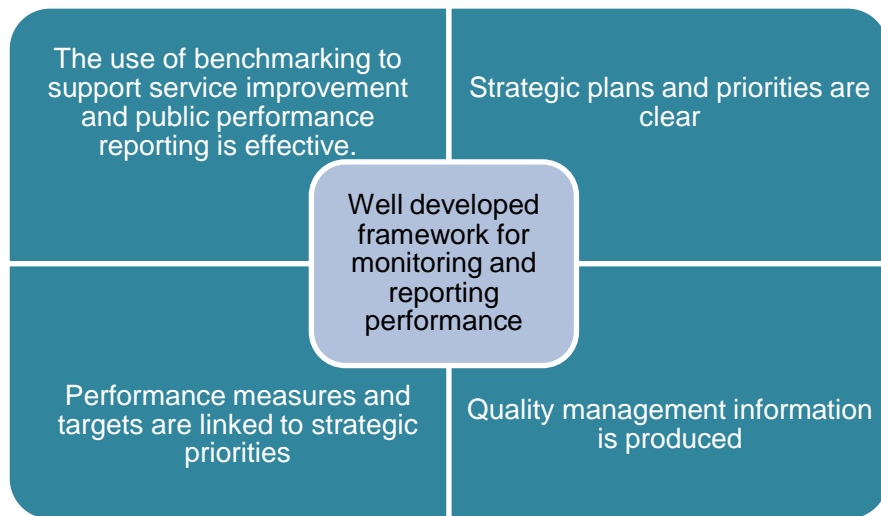 The use of benchmarking to
support service improvement
and public performance
reporting is effective.
Strategic plans and priorities are
clear
Well developed
framework for
monitoring and
reporting
performance
Performance measures and
targets are linked to strategic
priorities
Quality management information
is produced